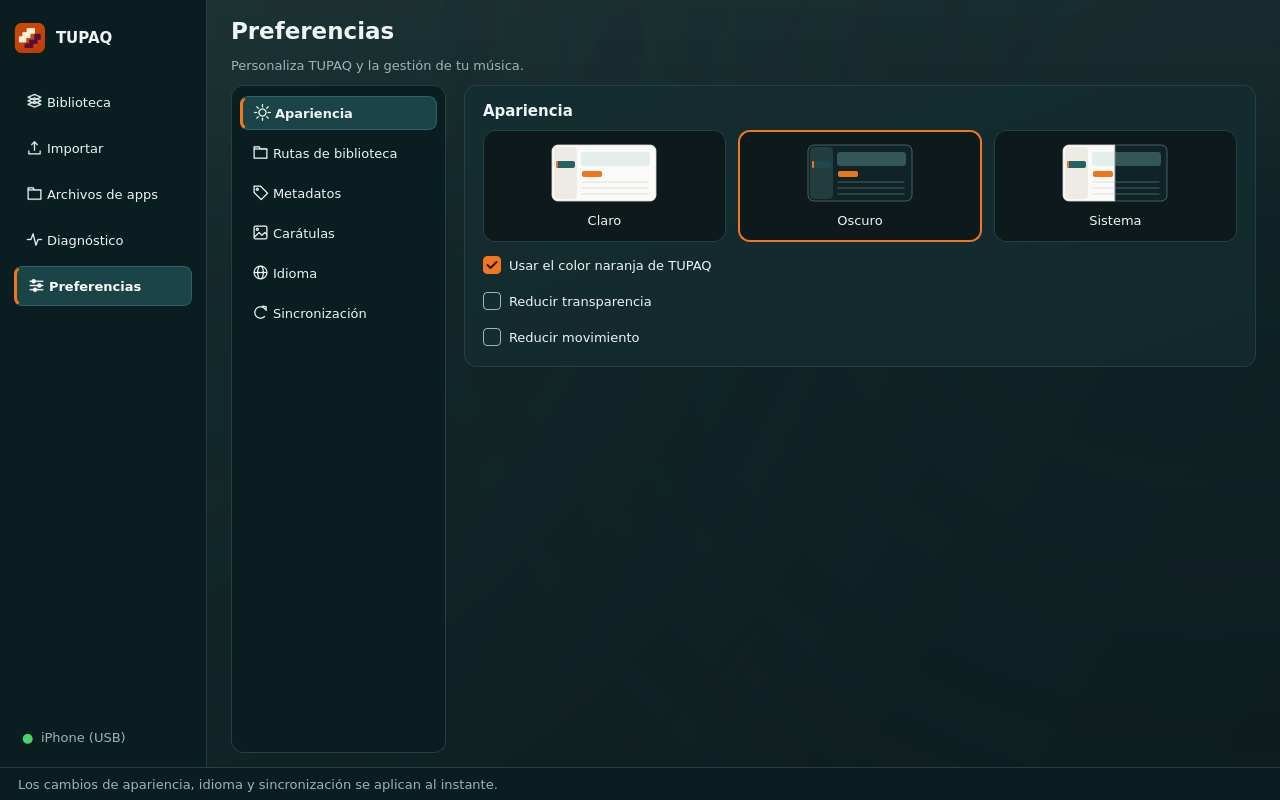 TUPAQ
Biblioteca
Importar
Archivos de apps
Diagnóstico
Preferencias
iPhone (USB)
Preferencias
Personaliza TUPAQ y la gestión de tu música.
Apariencia
Rutas de biblioteca
Metadatos
Carátulas
Idioma
Sincronización
Apariencia
Claro
Oscuro
Sistema
Usar el color naranja de TUPAQ
Reducir transparencia
Reducir movimiento
Los cambios de apariencia, idioma y sincronización se aplican al instante.